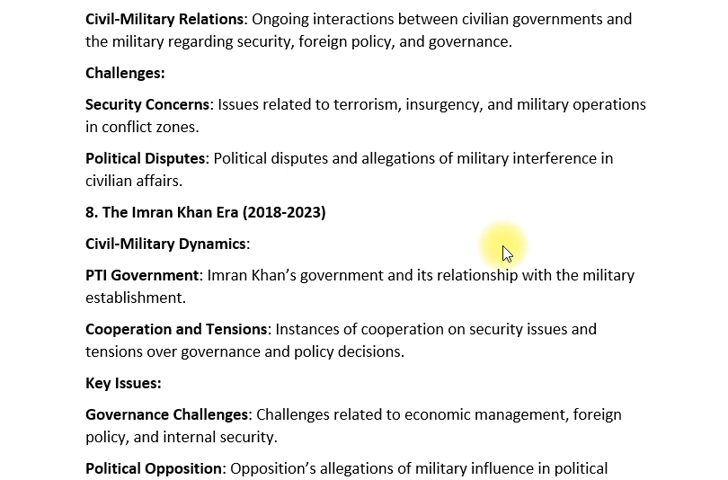 Civil-Military Relations: Ongoing interactions between civilian governments and
the military regarding security, foreign policy, and governance.
Challenges:
Security Concerns: Issues related to terrorism, insurgency, and military operations
in conflict zones.
Political Disputes: Political disputes and allegations of military interference in
civilian affairs.
8. The Imran Khan Era (2018-2023)
Civil-Military Dynamics:
PTI Government: Imran Khan’s government and its relationship with the military
establishment.
Cooperation and Tensions: Instances of cooperation on security issues and
tensions over governance and policy decisions.
Key Issues:
Governance Challenges: Challenges related to economic management, foreign
policy, and internal security.
Political Opposition: Opposition’s allegations of military influence in political